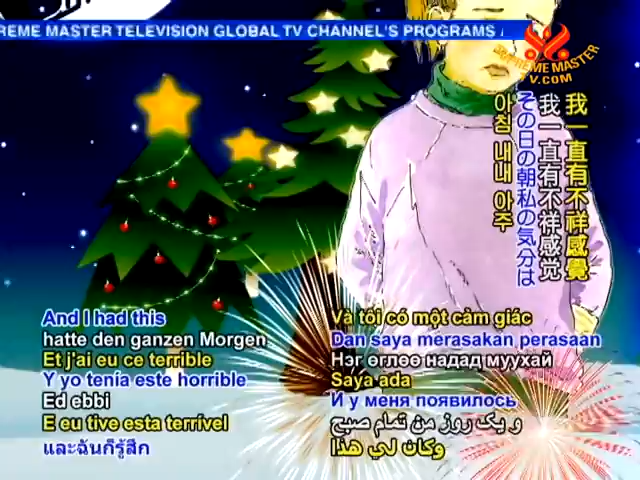 REME MASTER TELEVISION GLOBAL TV CHANNEL'S PROGRAMS
SUPREME MASTER
TV.COM
我一直有不祥感覺
我一直有不祥感觉
その日の朝私の気分は
아침 내내 아주
And I had this
hatte den ganzen Morgen
Et j'ai eu ce terrible
Y yo tenía este horrible
Ed ebbi
E eu tive esta terrível
และฉันก็รู้สึก
Và tôi có một cảm giác
Dan saya merasakan perasaan
Нэг өглөө надад муухай
Saya ada
И у меня появилось
و یک روز من تمام صبح
وكان لي هذا